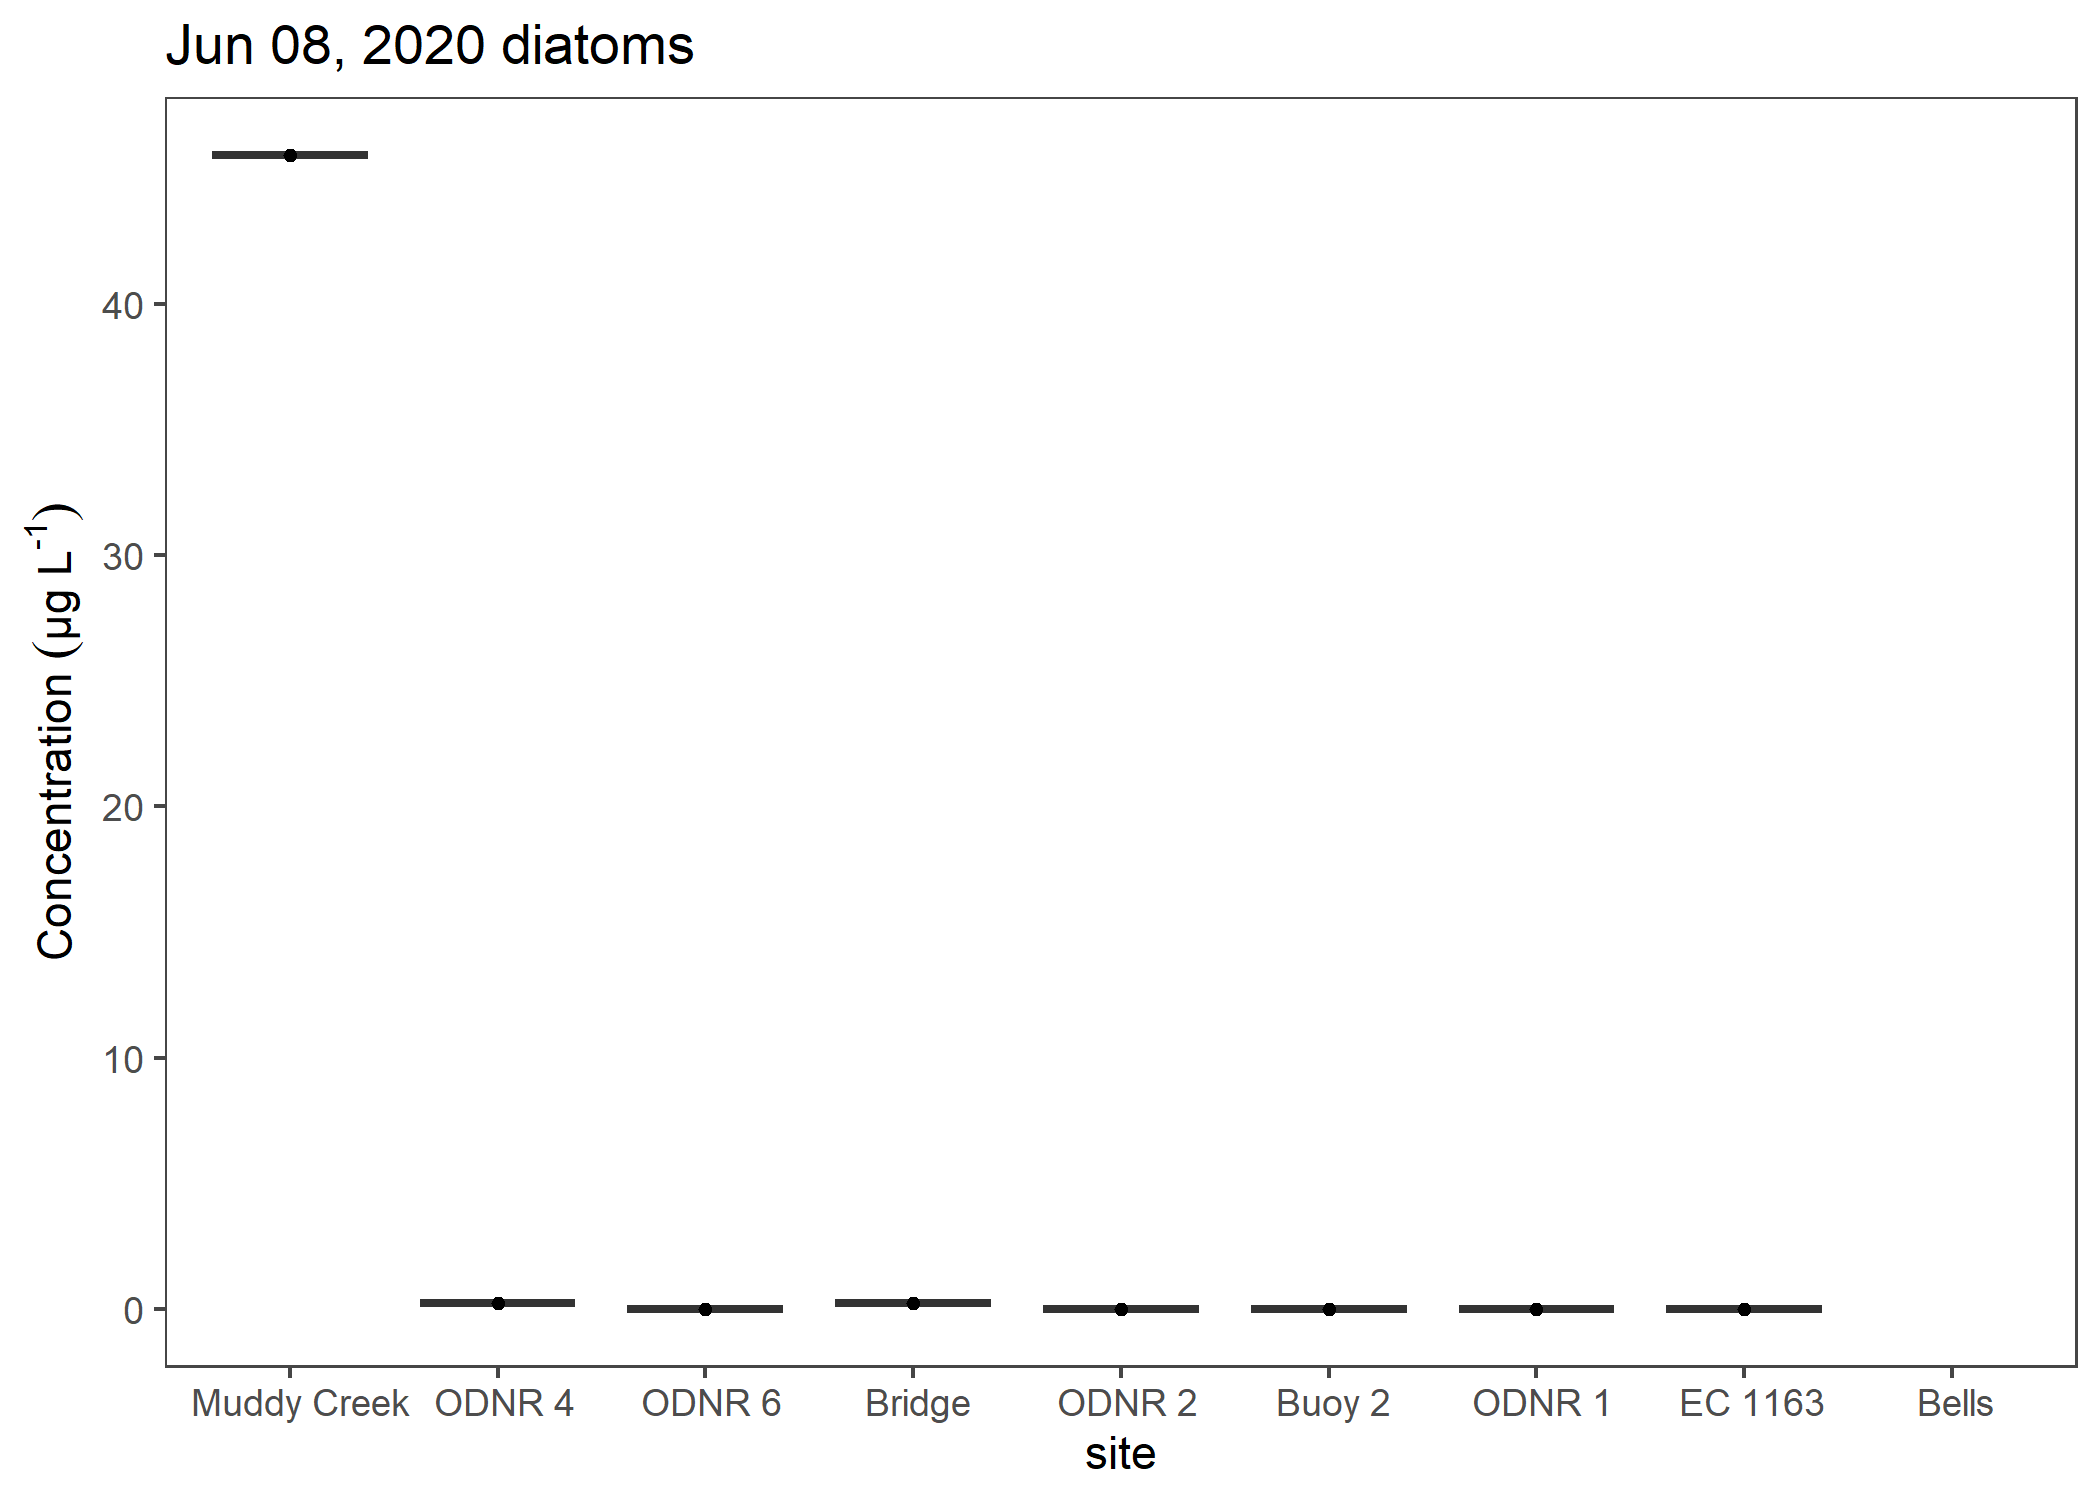 Jun 08, 2020 diatoms
Concentration (µg L⁻¹)
40
30
20
10
0
Muddy Creek ODNR 4 ODNR 6 Bridge ODNR 2 Buoy 2 ODNR 1 EC 1163 Bells
site